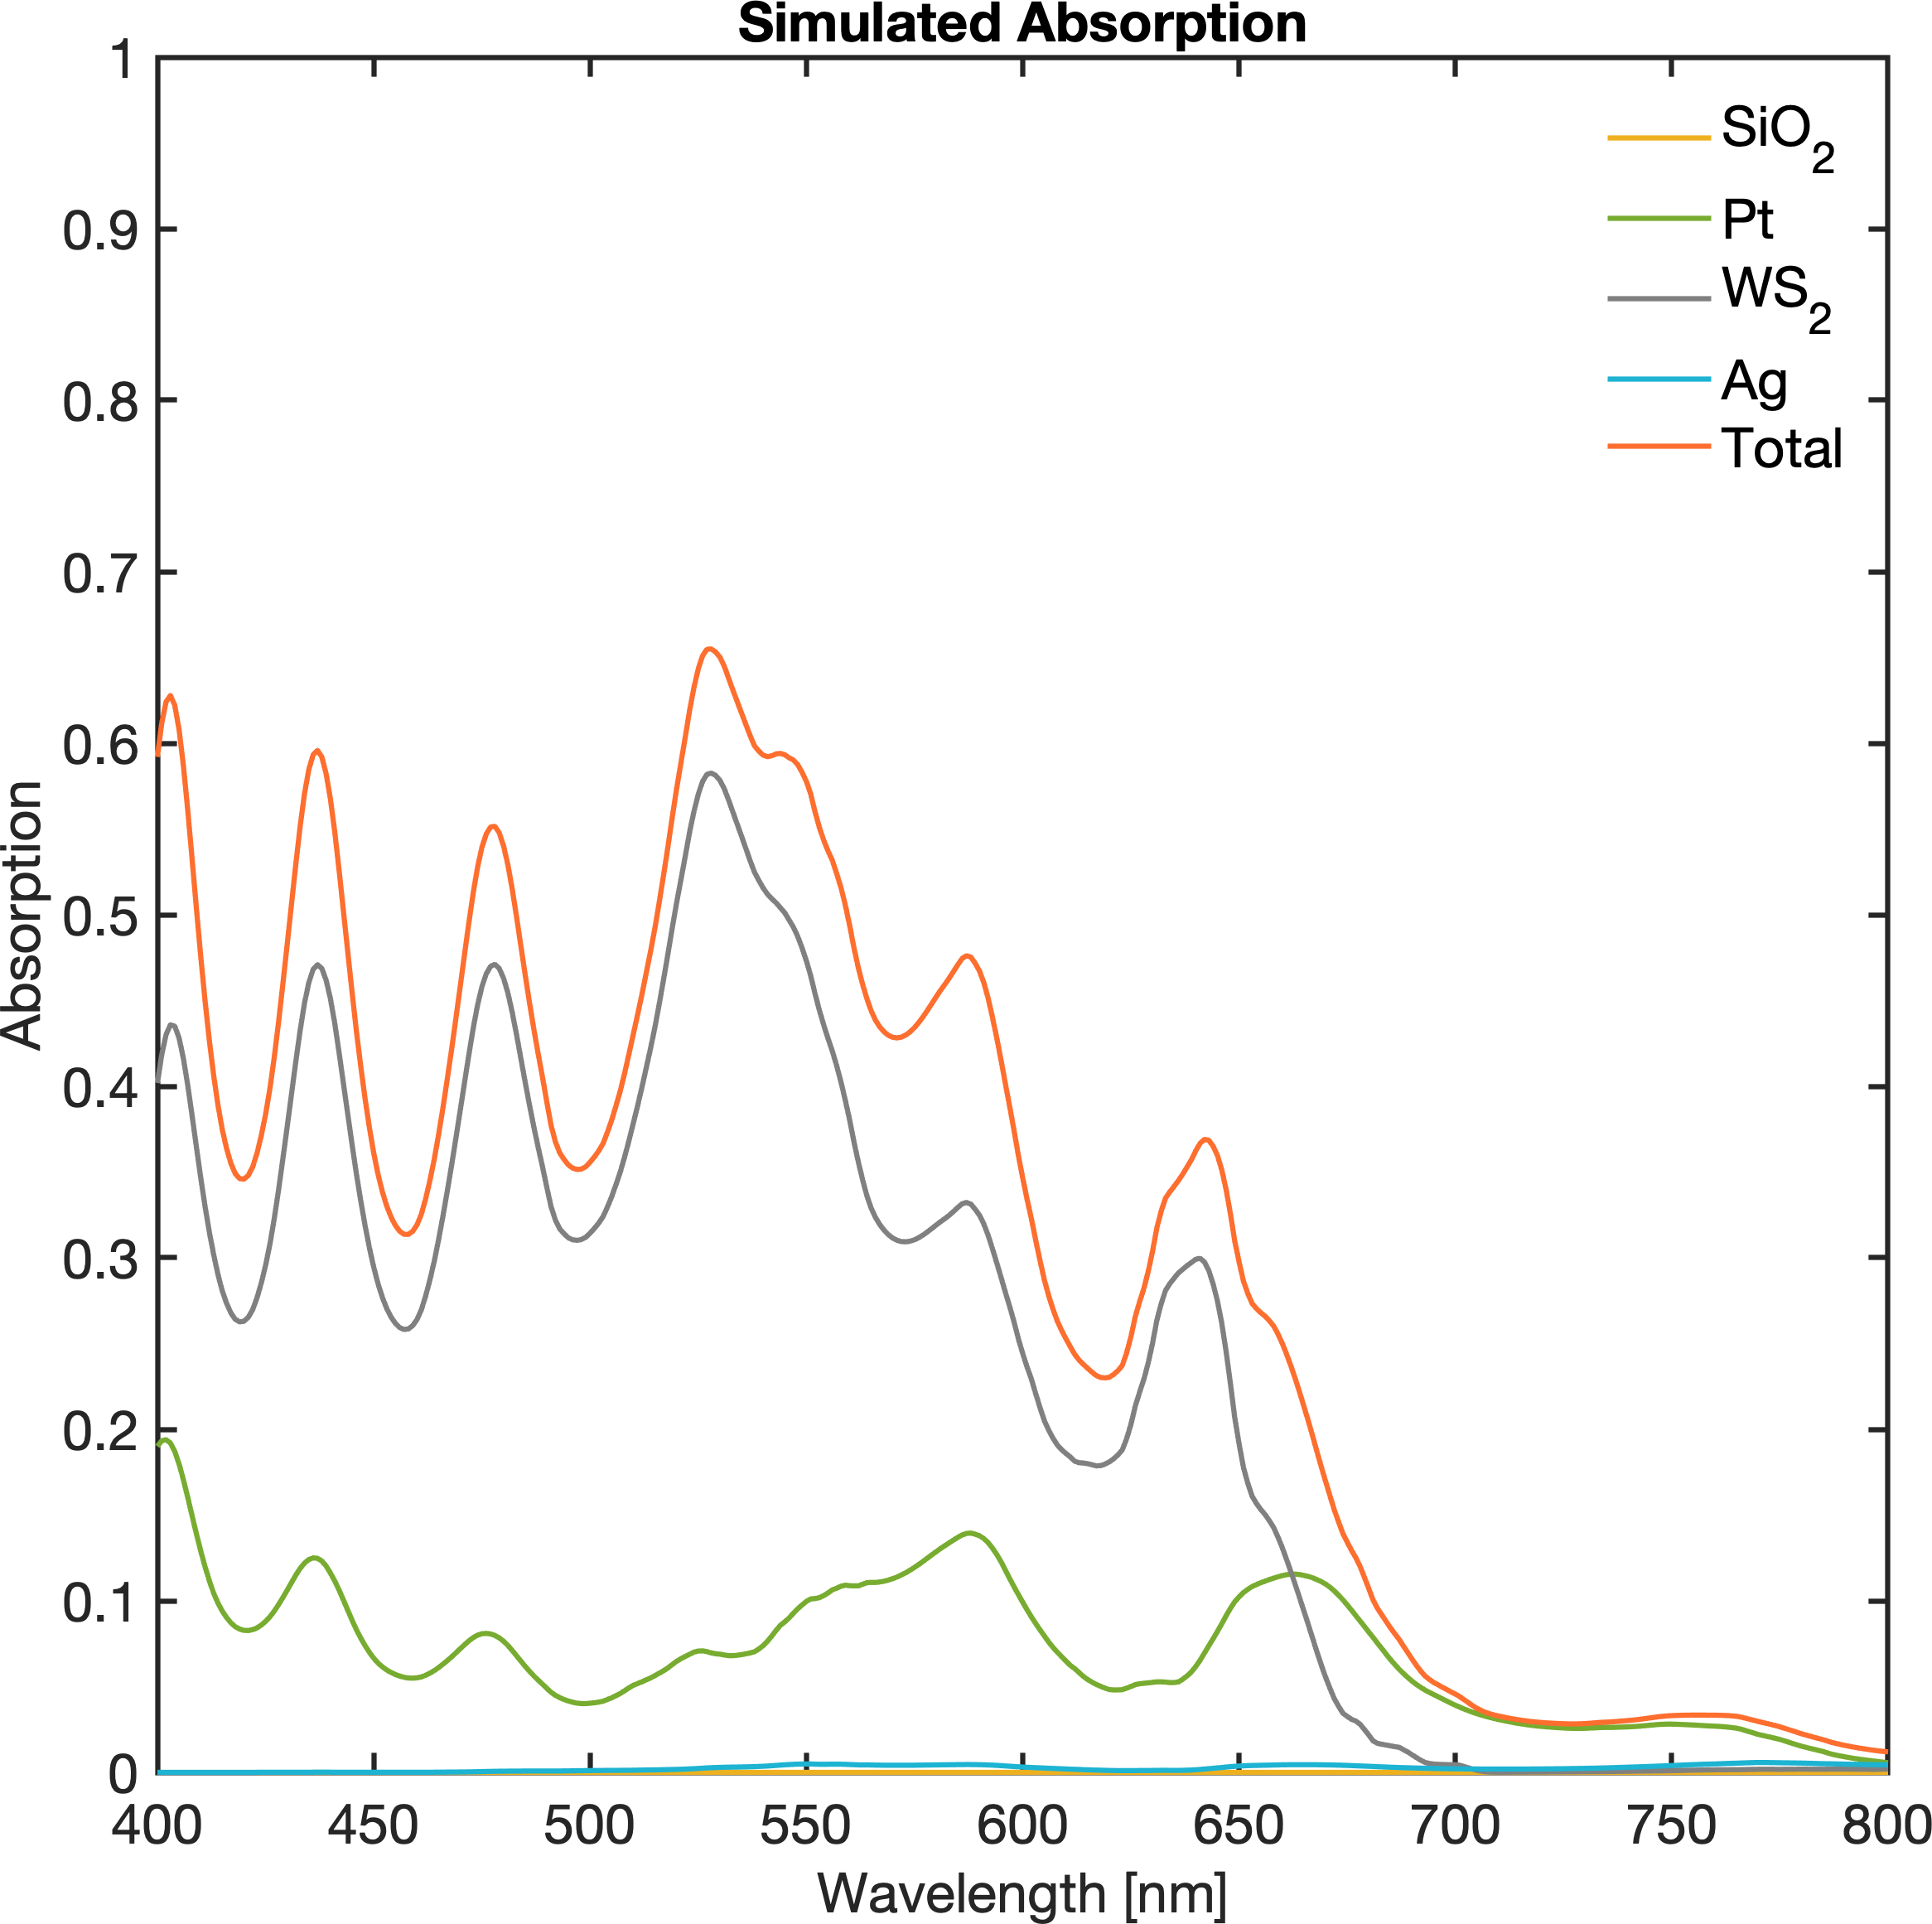 Simulated Absorption
1
0.9
0.8
0.7
0.6
0.5
0.4
0.3
0.2
0.1
0
Absorption
SiO2
Pt
WS2
Ag
Total
400 450 500 550 600 650 700 750 800
Wavelength [nm]